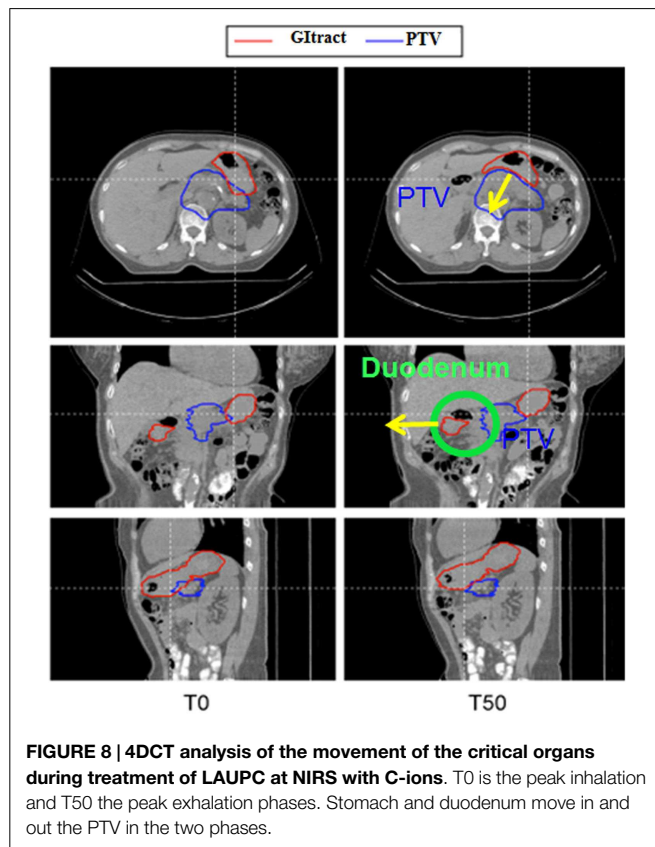 GItract PTV
PTV
Duodenum
PTV
T0 T50
FIGURE 8 | 4DCT analysis of the movement of the critical organs
during treatment of LAUPC at NIRS with C-ions. T0 is the peak inhalation
and T50 the peak exhalation phases. Stomach and duodenum move in and
out the PTV in the two phases.